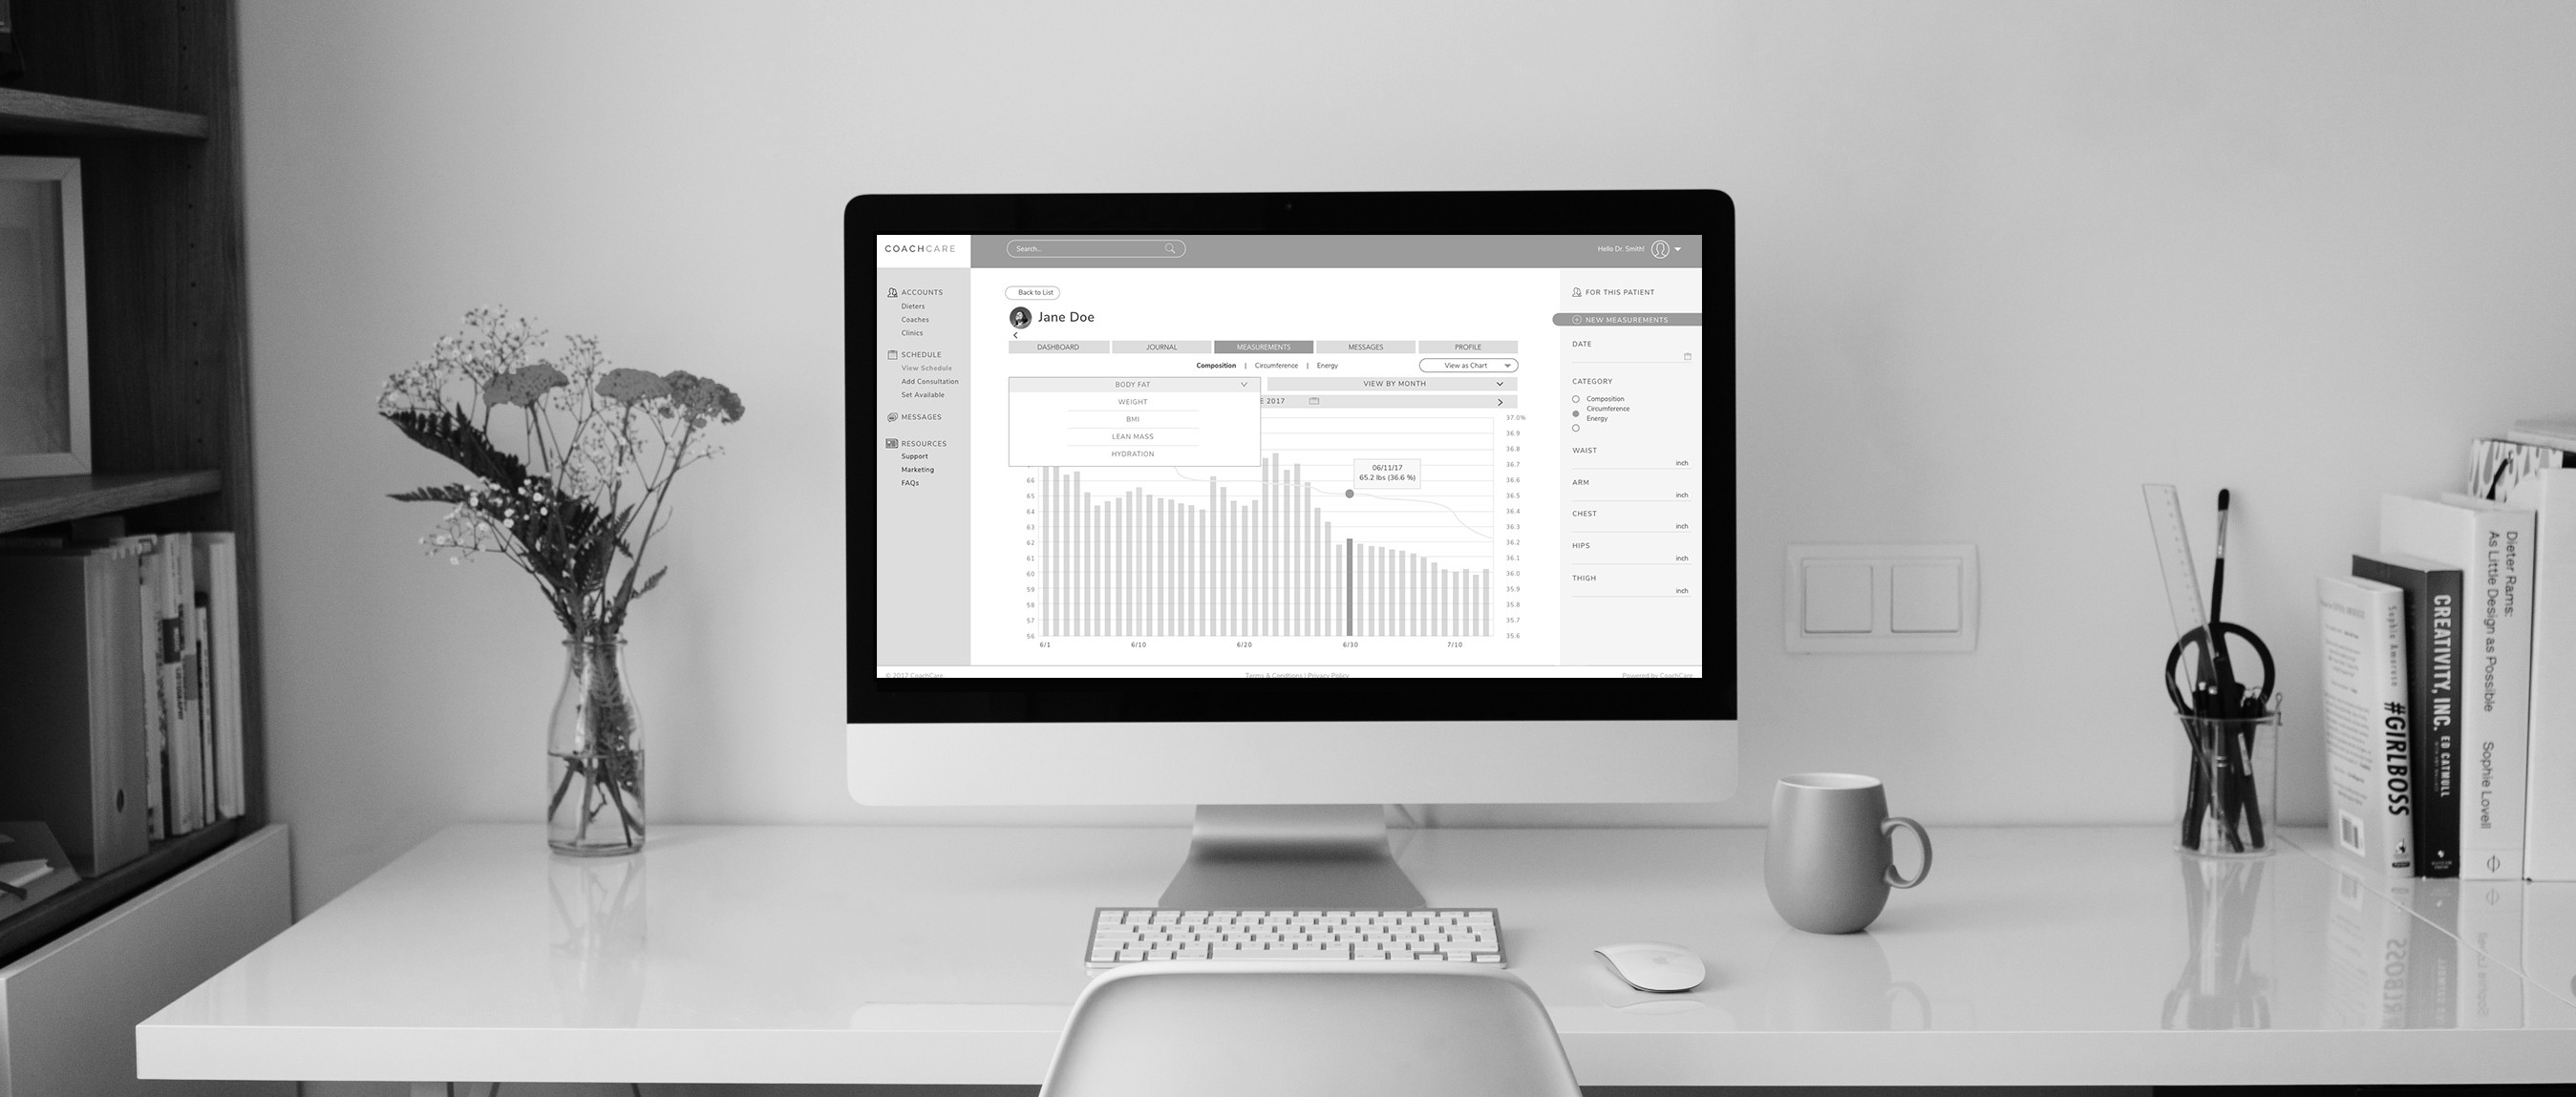 COACHCARE
Search...
Hello Dr. Smith!
ACCOUNTS
Dieters
Coaches
Clinics
SCHEDULE
View Schedule
Add Consultation
Set Available
MESSAGES
RESOURCES
Support
Marketing
FAQs
Back to List
Jane Doe
DASHBOARD
JOURNAL
MEASUREMENTS
MESSAGES
PROFILE
Composition | Circumference | Energy
View as Chart
BODY FAT
WEIGHT
BMI
LEAN MASS
HYDRATION
VIEW BY MONTH
E 2017
06/11/17
65.2 lbs (36.6 %)
66
65
64
63
62
61
60
59
58
57
56
37.0%
36.9
36.8
36.7
36.6
36.5
36.4
36.3
36.2
36.1
36.0
35.9
35.8
35.7
35.6
6/1
6/10
6/20
6/30
7/10
FOR THIS PATIENT
NEW MEASUREMENTS
DATE
CATEGORY
Composition
Circumference
Energy
WAIST
inch
ARM
inch
CHEST
inch
HIPS
inch
THIGH
inch
© 2017 CoachCare
Terms & Condtions | Privacy Policy
Powered by CoachCare
Sophia Amoruso
#GIRLBOSS
CREATIVITY, INC. ED CATMULL
Dieter Rams:
As Little Design as Possible Sophie Lovell